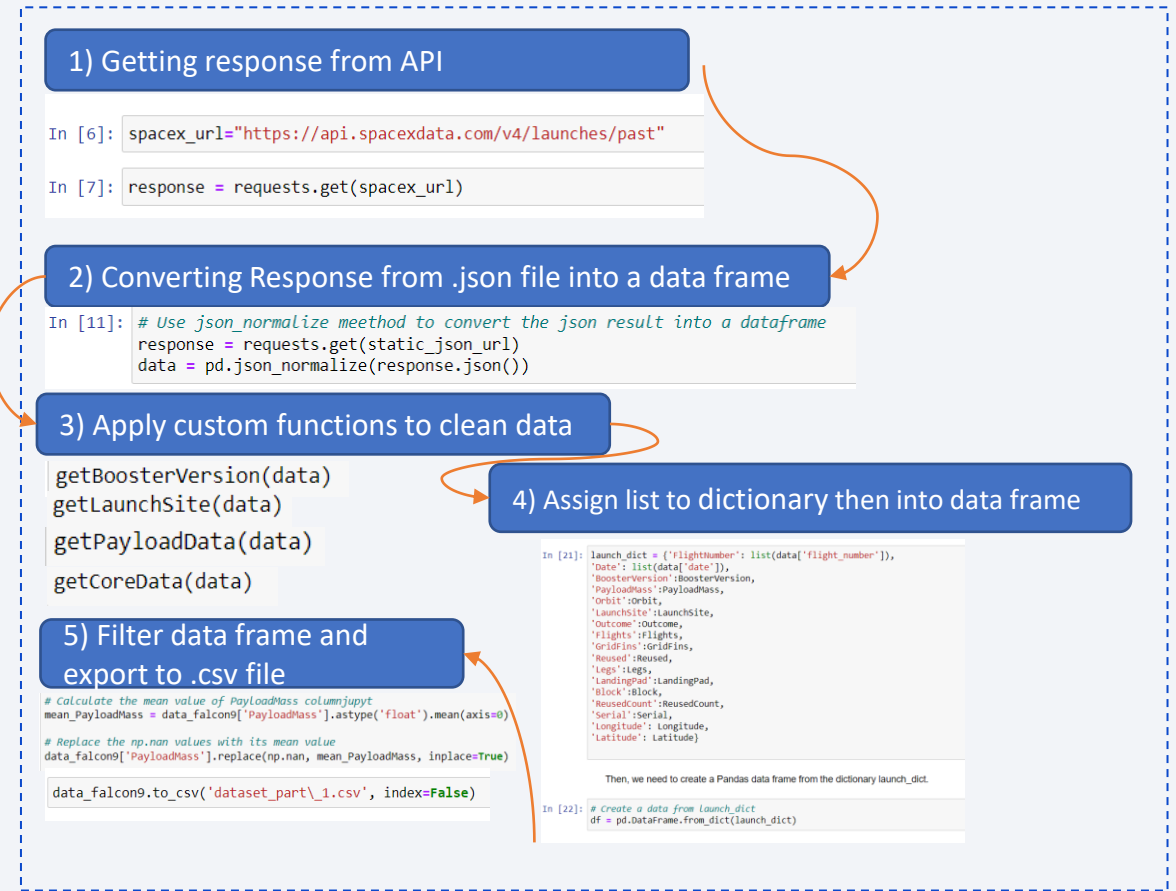 1) Getting response from API
In [6]: spacex_url="https://api.spacexdata.com/v4/launches/past"
In [7]: response = requests.get(spacex_url)
2) Converting Response from .json file into a data frame
In [11]: # Use json_normalize meethod to convert the json result into a dataframe
response = requests.get(static_json_url)
data = pd.json_normalize(response.json())
3) Apply custom functions to clean data
getBoosterVersion(data)
getLaunchSite(data)
getPayloadData(data)
getCoreData(data)
4) Assign list to dictionary then into data frame
In [21]: launch_dict = {'FlightNumber': list(data['flight_number']),
'Date': list(data['date']),
'BoosterVersion':BoosterVersion,
'PayloadMass':PayloadMass,
'Orbit':Orbit,
'LaunchSite':LaunchSite,
'Outcome':Outcome,
'Flights':Flights,
'GridFins':GridFins,
'Reused':Reused,
'Legs':Legs,
'LandingPad':LandingPad,
'Block':Block,
'ReusedCount':ReusedCount,
'Serial':Serial,
'Longitude': Longitude,
'Latitude': Latitude}
Then, we need to create a Pandas data frame from the dictionary launch_dict.
In [22]: # Create a data from launch_dict
df = pd.DataFrame.from_dict(launch_dict)
5) Filter data frame and
export to .csv file
# Calculate the mean value of PayloadMass columnjupyt
mean_PayloadMass = data_falcon9['PayloadMass'].astype('float').mean(axis=0)
# Replace the np.nan values with its mean value
data_falcon9['PayloadMass'].replace(np.nan, mean_PayloadMass, inplace=True)
data_falcon9.to_csv('dataset_part\_1.csv', index=False)